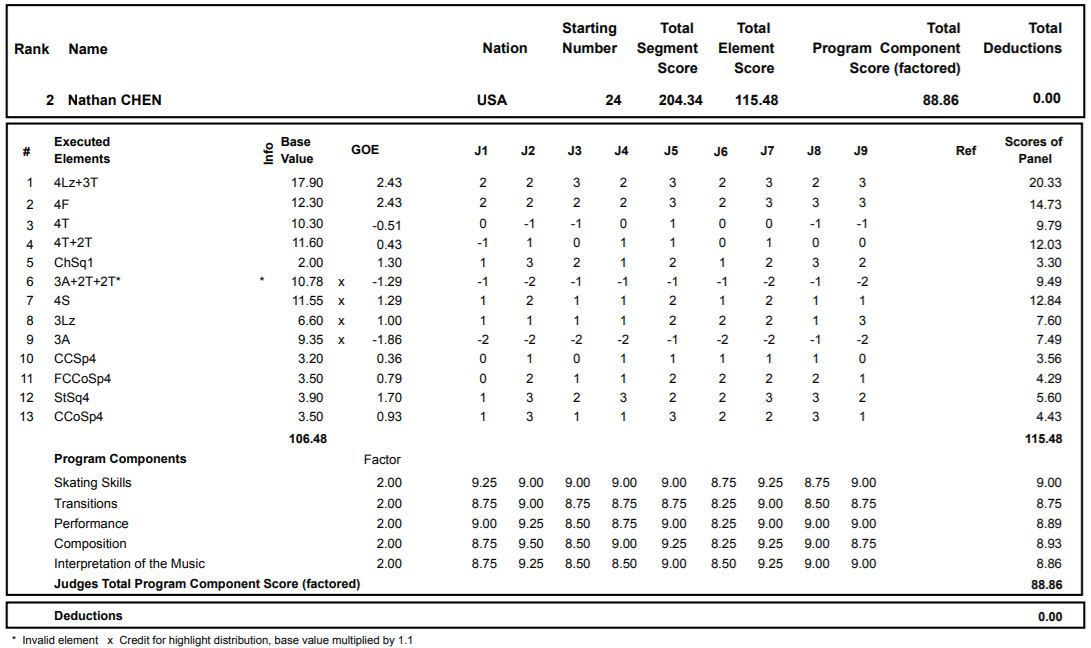 Rank Name Nation Starting Number Total Segment Score Total Element Score Total Program Component Score (factored) Total Deductions
2 Nathan CHEN USA 24 204.34 115.48 88.86 0.00
# Executed Elements Info Base Value GOE J1 J2 J3 J4 J5 J6 J7 J8 J9 Ref Scores of Panel
1 4Lz+3T 17.90 2.43 2 2 3 2 3 2 3 2 3 20.33
2 4F 12.30 2.43 2 2 2 2 3 2 3 3 3 14.73
3 4T 10.30 -0.51 0 -1 -1 0 1 0 0 -1 -1 9.79
4 4T+2T 11.60 0.43 -1 1 0 1 1 0 1 0 0 12.03
5 ChSq1 2.00 1.30 1 3 2 1 2 1 2 3 2 3.30
6 3A+2T+2T* * 10.78 x -1.29 -1 -2 -1 -1 -1 -1 -2 -1 -2 9.49
7 4S 11.55 x 1.29 1 2 1 1 2 1 2 1 1 12.84
8 3Lz 6.60 x 1.00 1 1 1 1 2 2 2 1 3 7.60
9 3A 9.35 x -1.86 -2 -2 -2 -2 -1 -2 -2 -1 -2 7.49
10 CCSp4 3.20 0.36 0 1 0 1 1 1 1 1 0 3.56
11 FCCoSp4 3.50 0.79 0 2 1 1 2 2 2 2 1 4.29
12 StSq4 3.90 1.70 1 3 2 3 2 2 3 3 2 5.60
13 CCoSp4 3.50 0.93 1 3 1 1 3 2 2 3 1 4.43
106.48 115.48
Program Components Factor
Skating Skills 2.00 9.25 9.00 9.00 9.00 9.00 8.75 9.25 8.75 9.00 9.00
Transitions 2.00 8.75 9.00 8.75 8.75 8.75 8.25 9.00 8.50 8.75 8.75
Performance 2.00 9.00 9.25 8.50 8.75 9.00 8.25 9.00 9.00 9.00 8.89
Composition 2.00 8.75 9.50 8.50 9.00 9.25 8.25 9.25 9.00 8.75 8.93
Interpretation of the Music 2.00 8.75 9.25 8.50 8.50 9.00 8.50 9.25 9.00 9.00 8.86
Judges Total Program Component Score (factored) 88.86
Deductions 0.00
* Invalid element x Credit for highlight distribution, base value multiplied by 1.1